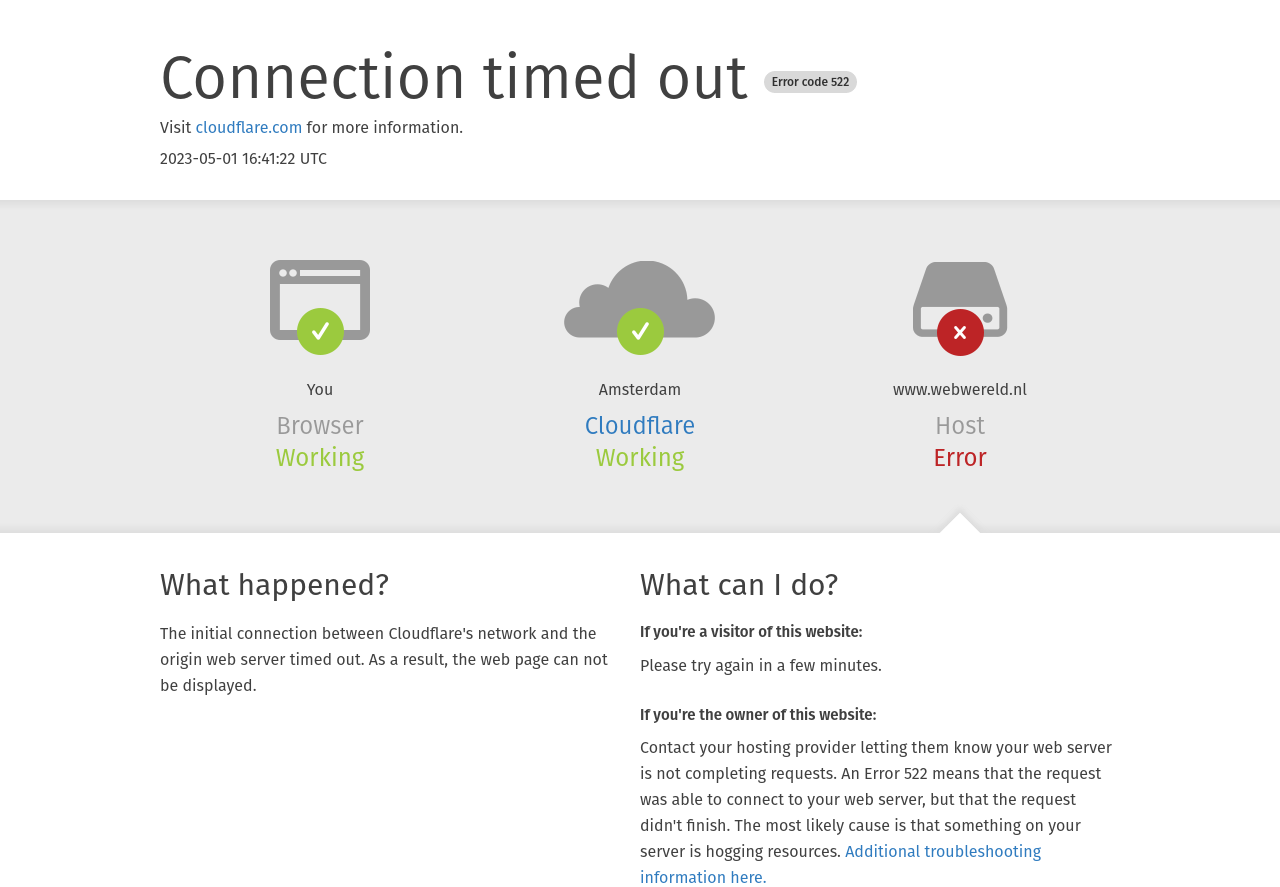 Connection timed out Error code 522
Visit cloudflare.com for more information.
2023-05-01 16:41:22 UTC
You
Browser
Working
Amsterdam
Cloudflare
Working
www.webwereld.nl
Host
Error
What happened?
The initial connection between Cloudflare's network and the
origin web server timed out. As a result, the web page can not
be displayed.
What can I do?
If you're a visitor of this website:
Please try again in a few minutes.
If you're the owner of this website:
Contact your hosting provider letting them know your web server
is not completing requests. An Error 522 means that the request
was able to connect to your web server, but that the request
didn't finish. The most likely cause is that something on your
server is hogging resources. Additional troubleshooting
information here.